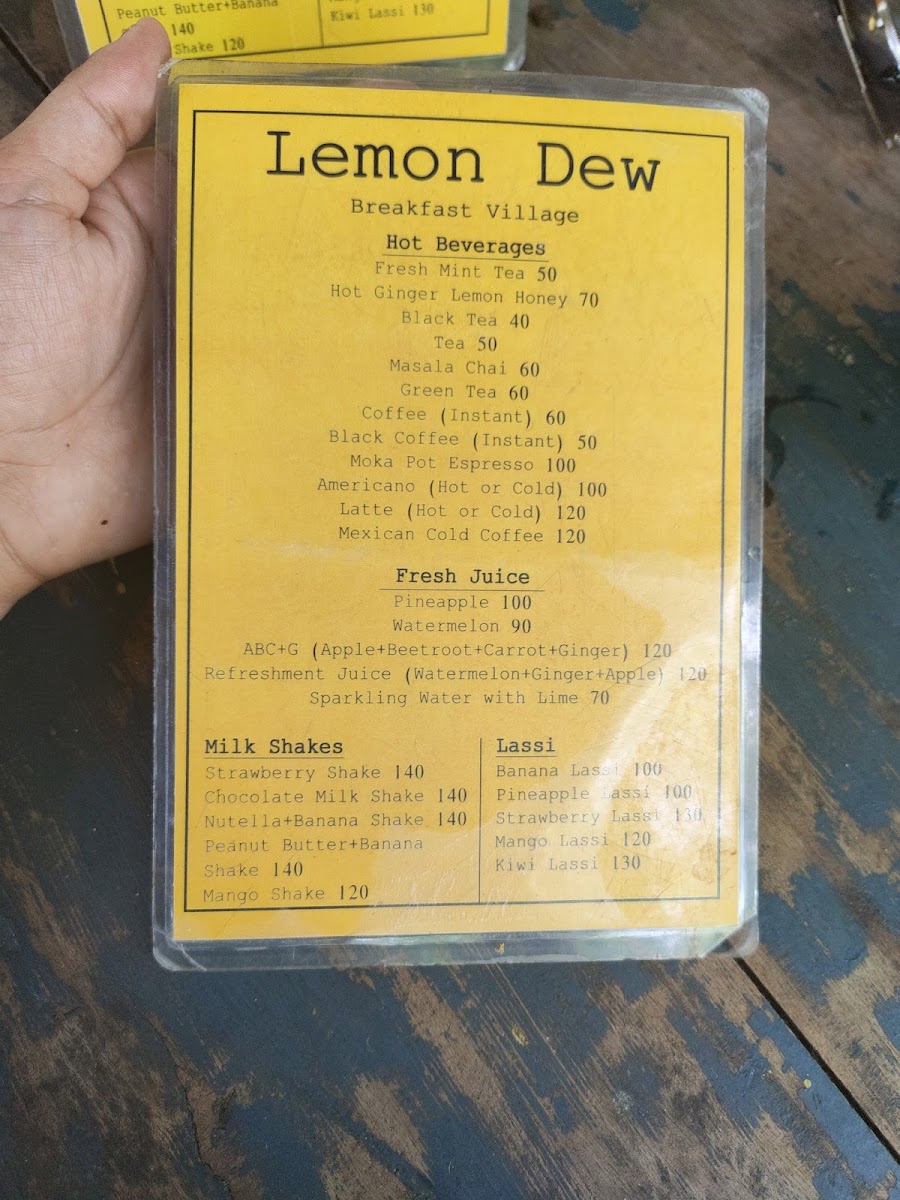 Peanut Butter+Banana
140
Shake 120
Kiwi Lassi 130
Lemon Dew
Breakfast Village
Hot Beverages
Fresh Mint Tea 50
Hot Ginger Lemon Honey 70
Black Tea 40
Tea 50
Masala Chai 60
Green Tea 60
Coffee (Instant) 60
Black Coffee (Instant) 50
Moka Pot Espresso 100
Americano (Hot or Cold) 100
Latte (Hot or Cold) 120
Mexican Cold Coffee 120
Fresh Juice
Pineapple 100
Watermelon 90
ABC+G (Apple+Beetroot+Carrot+Ginger) 120
Refreshment Juice (Watermelon+Ginger+Apple) 120
Sparkling Water with Lime 70
Milk Shakes
Strawberry Shake 140
Chocolate Milk Shake 140
Nutella+Banana Shake 140
Peanut Butter+Banana
Shake 140
Mango Shake 120
Lassi
Banana Lassi 100
Pineapple Lassi 100
Strawberry Lassi 130
Mango Lassi 120
Kiwi Lassi 130